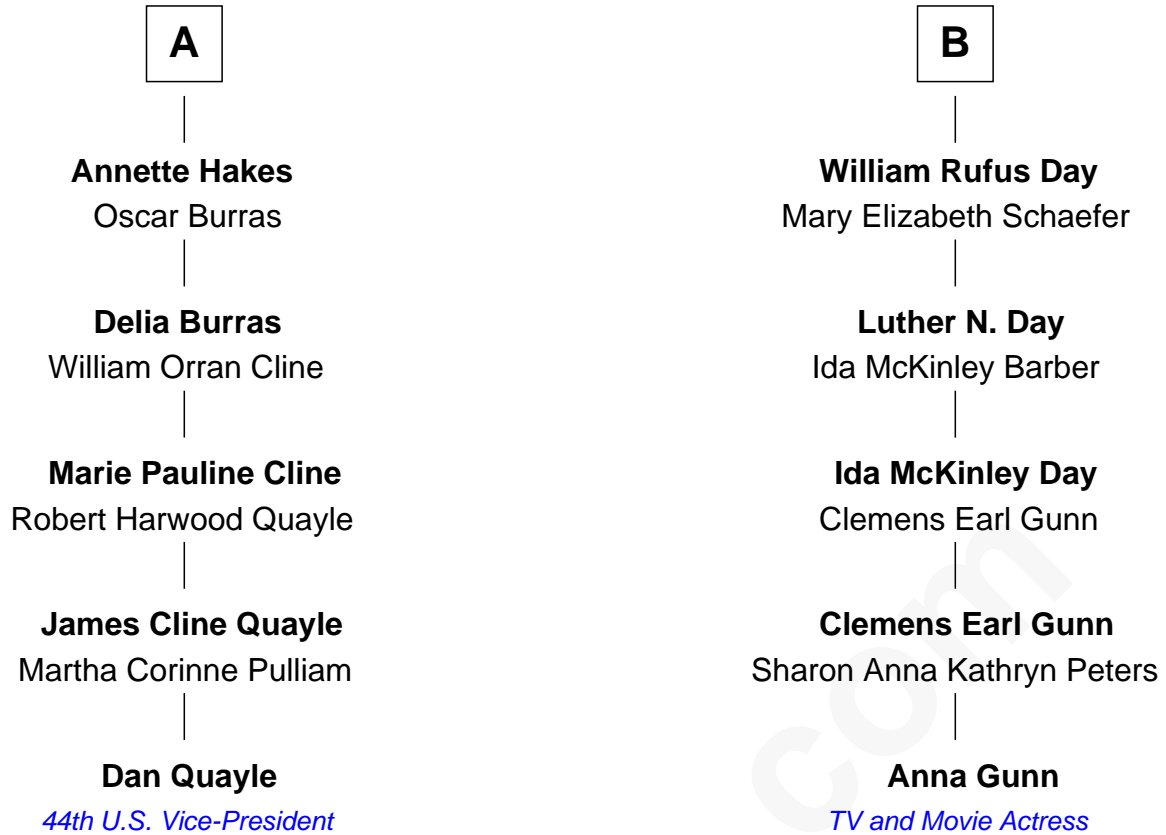 A
Annette Hakes
Oscar Burras
Delia Burras
William Orran Cline
Marie Pauline Cline
Robert Harwood Quayle
James Cline Quayle
Martha Corinne Pulliam
Dan Quayle
44th U.S. Vice-President
B
William Rufus Day
Mary Elizabeth Schaefer
Luther N. Day
Ida McKinley Barber
Ida McKinley Day
Clemens Earl Gunn
Clemens Earl Gunn
Sharon Anna Kathryn Peters
Anna Gunn
TV and Movie Actress
com